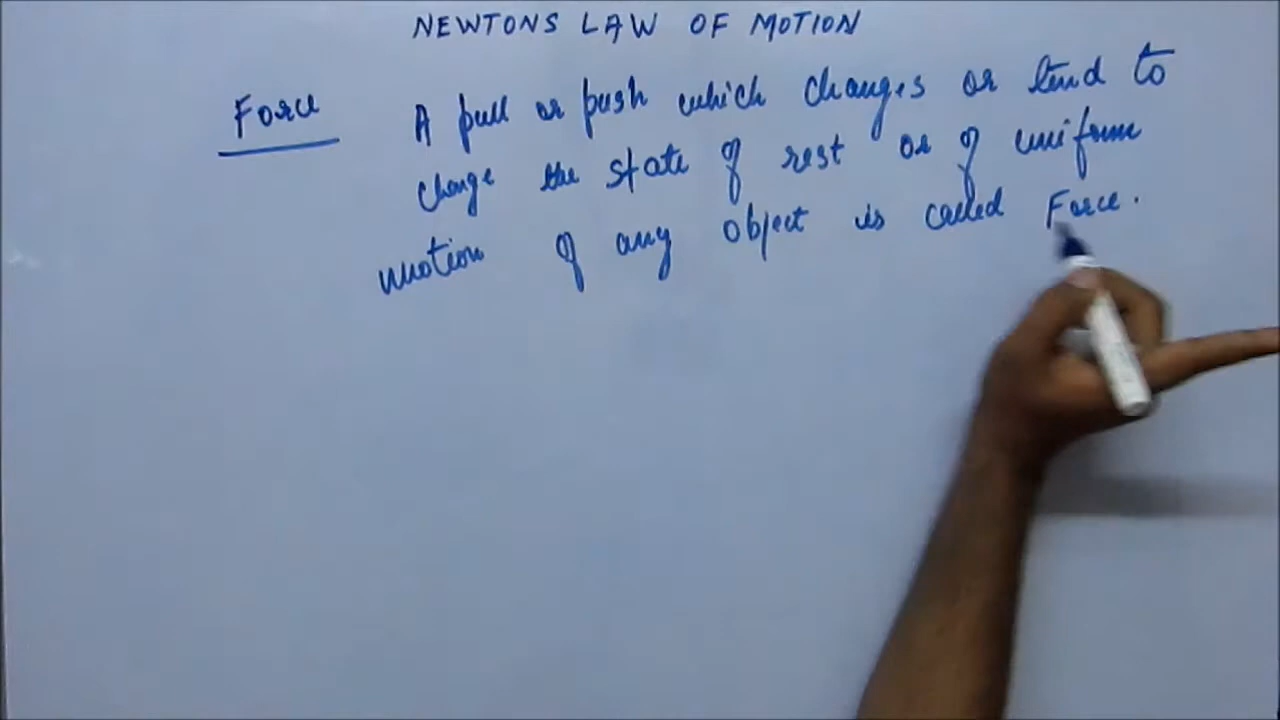 NEWTONS LAW OF MOTION
Force A pull or push which changes or tend to
change the state of rest or of uniform
motion of any object is called Force.